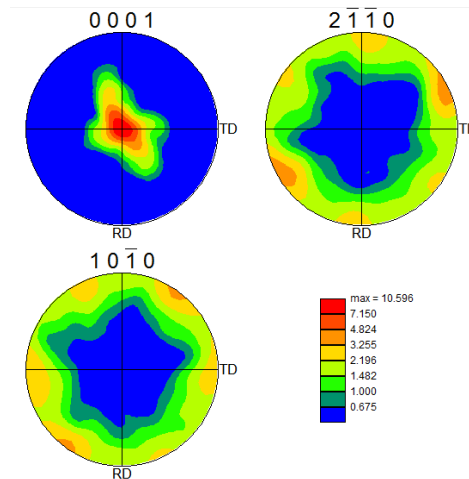 0 0 0 1
2 1̅ 1̅ 0
TD
RD
RD
1 0 1̅ 0
TD
RD
max = 10.596
7.150
4.824
3.255
2.196
1.482
1.000
0.675